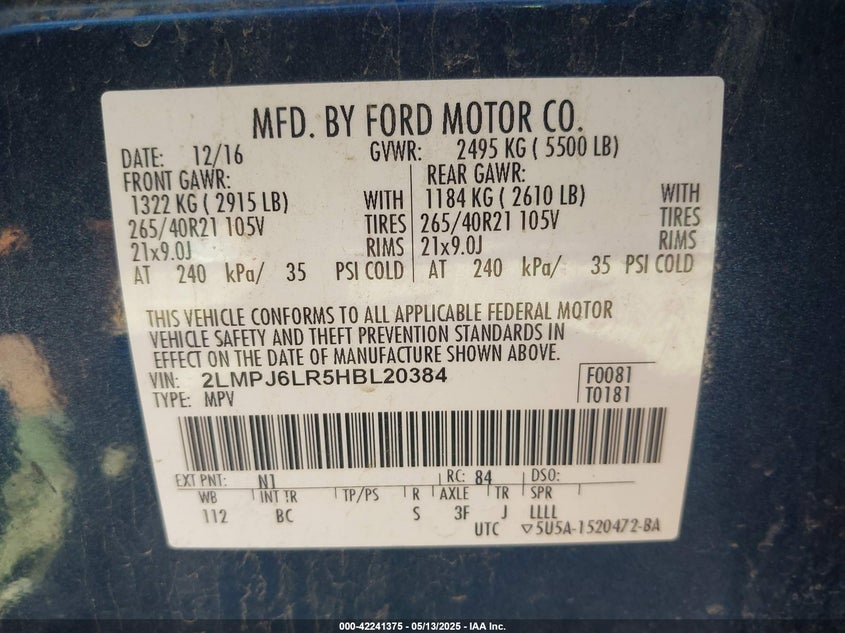 MFD. BY FORD MOTOR CO.
DATE: 12/16 GVWR: 2495 KG ( 5500 LB)
FRONT GAWR: REAR GAWR:
1322 KG ( 2915 LB) WITH 1184 KG ( 2610 LB) WITH
265/40R21 105V TIRES 265/40R21 105V TIRES
21x9.0J RIMS 21x9.0J RIMS
AT 240 kPa/ 35 PSI COLD AT 240 kPa/ 35 PSI COLD
THIS VEHICLE CONFORMS TO ALL APPLICABLE FEDERAL MOTOR
VEHICLE SAFETY AND THEFT PREVENTION STANDARDS IN
EFFECT ON THE DATE OF MANUFACTURE SHOWN ABOVE.
VIN: 2LMPJ6LR5HBL20384 F0081
TYPE: MPV T0181
EXT PNT: N1 RC: 84 DSO:
WB INT TR TP/PS R AXLE TR SPR
112 BC S 3F J LLLL
UTC ▽5U5A-1520472-BA
000-42241375 | 05/13/2025 - IAA Inc.